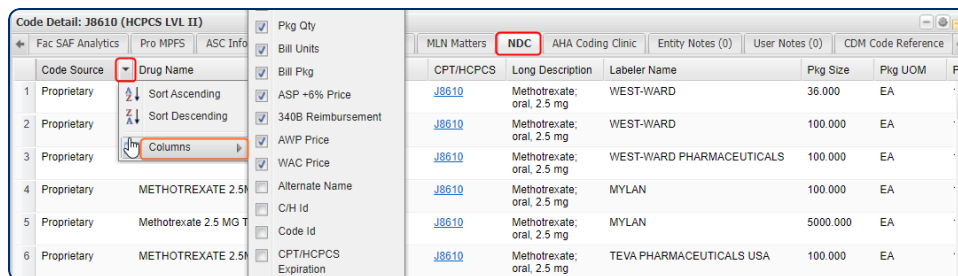 Code Detail: J8610 (HCPCS LVL II)
Fac SAF Analytics Pro MPFS ASC Info MLN Matters NDC AHA Coding Clinic Entity Notes (0) User Notes (0) CDM Code Reference
Code Source Drug Name CPT/HCPCS Long Description Labeler Name Pkg Size Pkg UOM
1 Proprietary J8610 Methotrexate; WEST-WARD 36.000 EA
oral, 2.5 mg
2 Proprietary J8610 Methotrexate; WEST-WARD 100.000 EA
oral, 2.5 mg
3 Proprietary J8610 Methotrexate; WEST-WARD PHARMACEUTICALS 100.000 EA
oral, 2.5 mg
4 Proprietary METHOTREXATE 2.5 J8610 Methotrexate; MYLAN 100.000 EA
oral, 2.5 mg
5 Proprietary Methotrexate 2.5 MG T J8610 Methotrexate; MYLAN 5000.000 EA
oral, 2.5 mg
6 Proprietary METHOTREXATE 2.5 J8610 Methotrexate; TEVA PHARMACEUTICALS USA 100.000 EA
oral, 2.5 mg
Sort Ascending
Sort Descending
Columns
Pkg Qty
Bill Units
Bill Pkg
ASP +6% Price
340B Reimbursement
AWP Price
WAC Price
Alternate Name
C/H Id
Code Id
CPT/HCPCS
Expiration